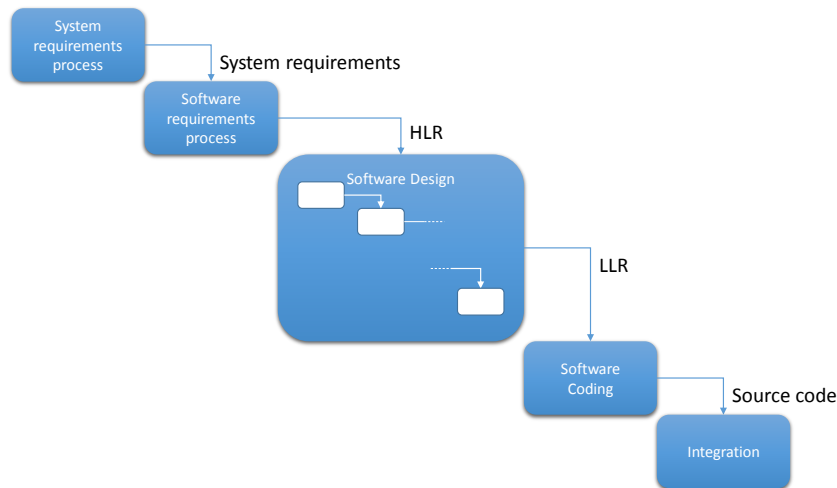 System
requirements
process
System requirements
Software
requirements
process
HLR
Software Design
LLR
Software
Coding
Source code
Integration